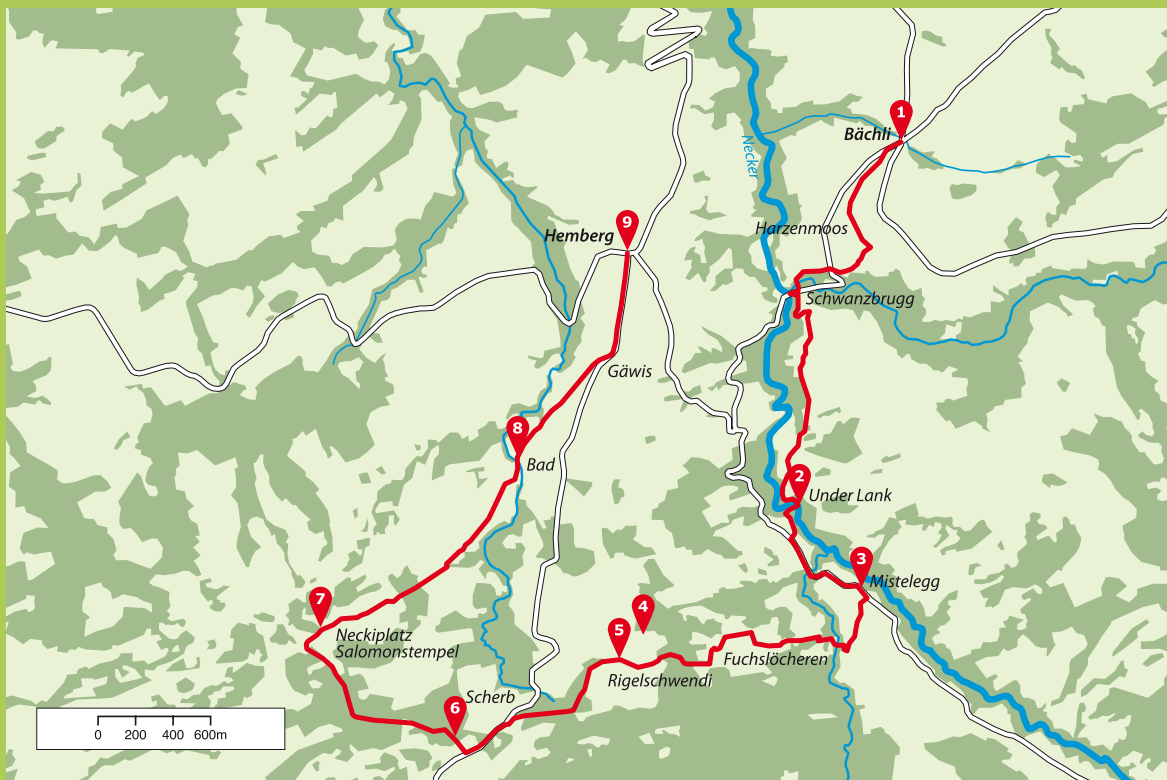 1
Bächli
Necker
Harzenmoos
9
Hemberg
Schwanzbrugg
Gäwis
8
Bad
2
Under Lank
3
Mistelegg
7
Neckiplatz
Salomonstempel
4
5
Fuchslöcheren
Rigelschwendi
Scherb
6
0 200 400 600m